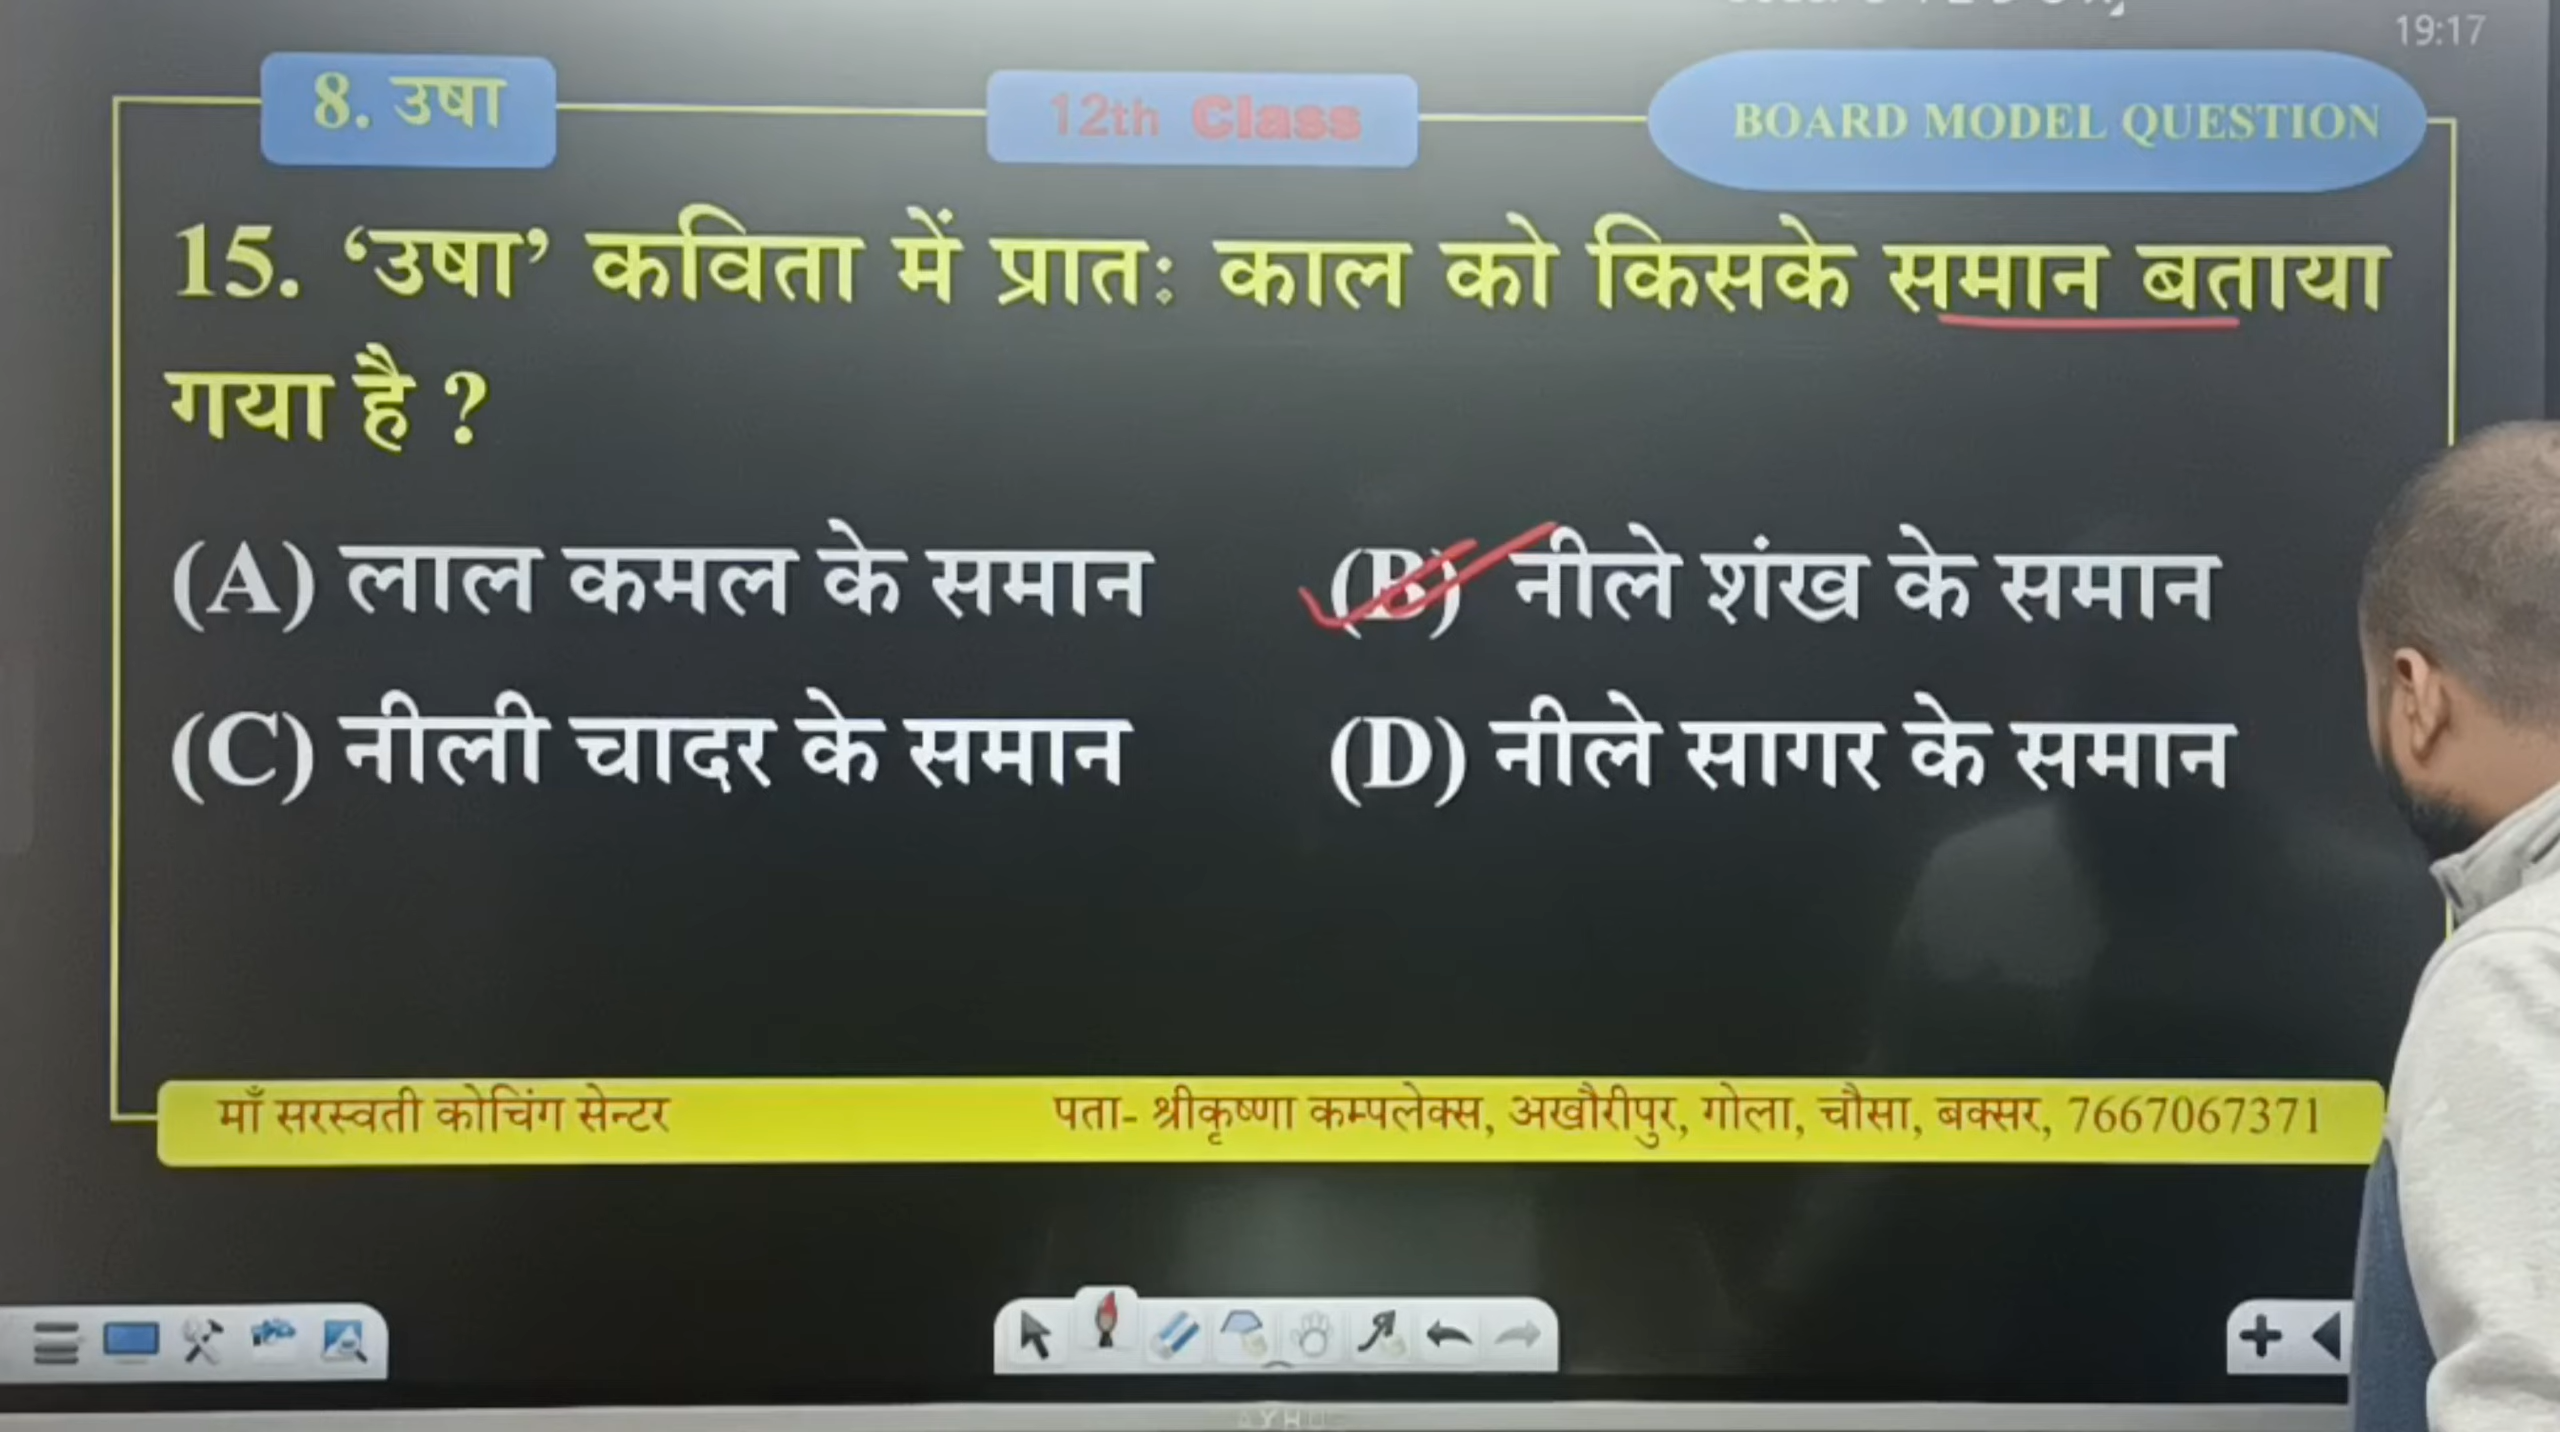 19:17
8. उषा
12th Class
BOARD MODEL QUESTION
15. ‘उषा’ कविता में प्रातः काल को किसके समान बताया
गया है ?
(A) लाल कमल के समान
(B) नीले शंख के समान
(C) नीली चादर के समान
(D) नीले सागर के समान
माँ सरस्वती कोचिंग सेन्टर
पता- श्रीकृष्णा कम्पलेक्स, अखौरीपुर, गोला, चौसा, बक्सर, 7667067371